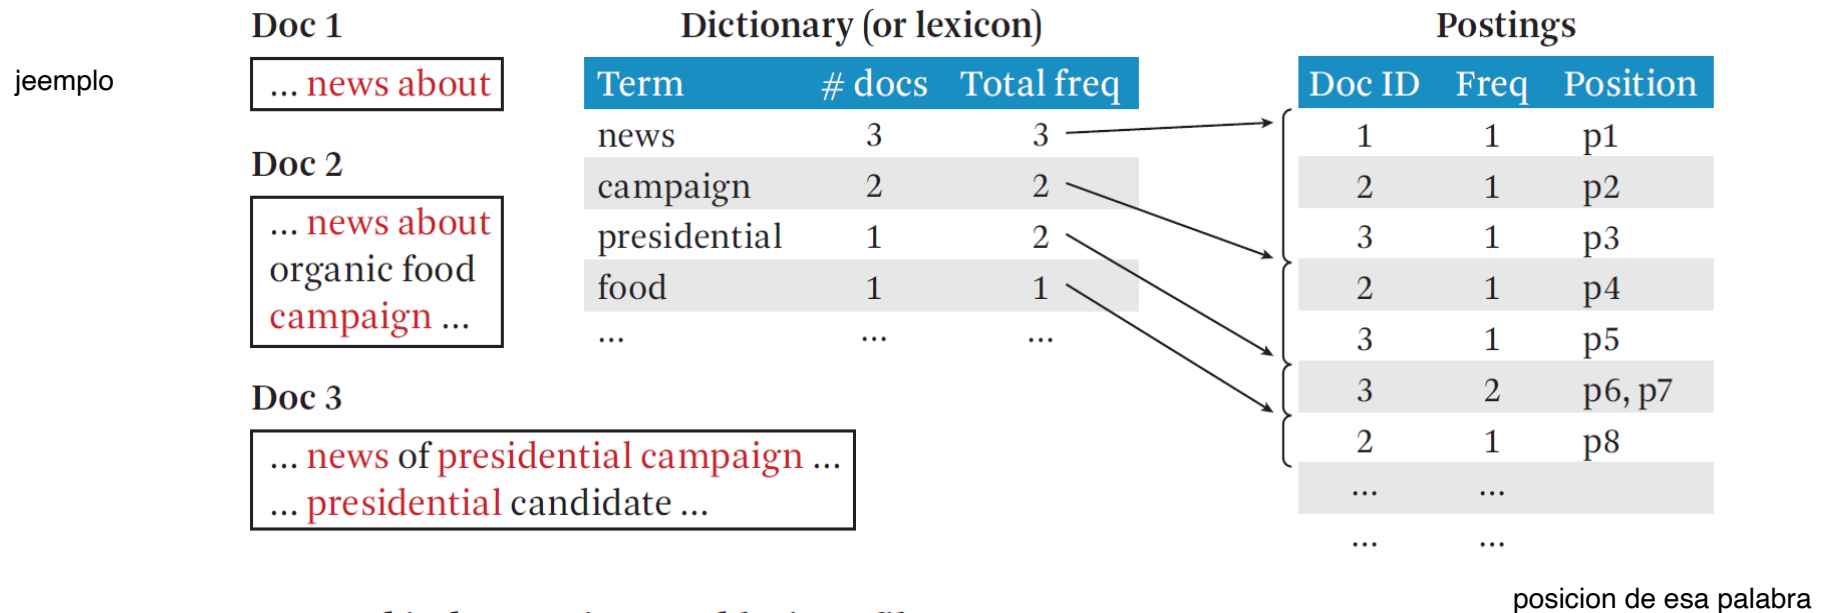 Doc 1
Dictionary (or lexicon)
Postings
jeemplo
... news about
Term # docs Total freq
news 3 3
campaign 2 2
presidential 1 2
food 1 1
... ... ...
Doc ID Freq Position
1 1 p1
2 1 p2
3 1 p3
2 1 p4
3 1 p5
3 2 p6, p7
2 1 p8
... ...
... ...
Doc 2
... news about
organic food
campaign ...
Doc 3
... news of presidential campaign ...
... presidential candidate ...
posicion de esa palabra